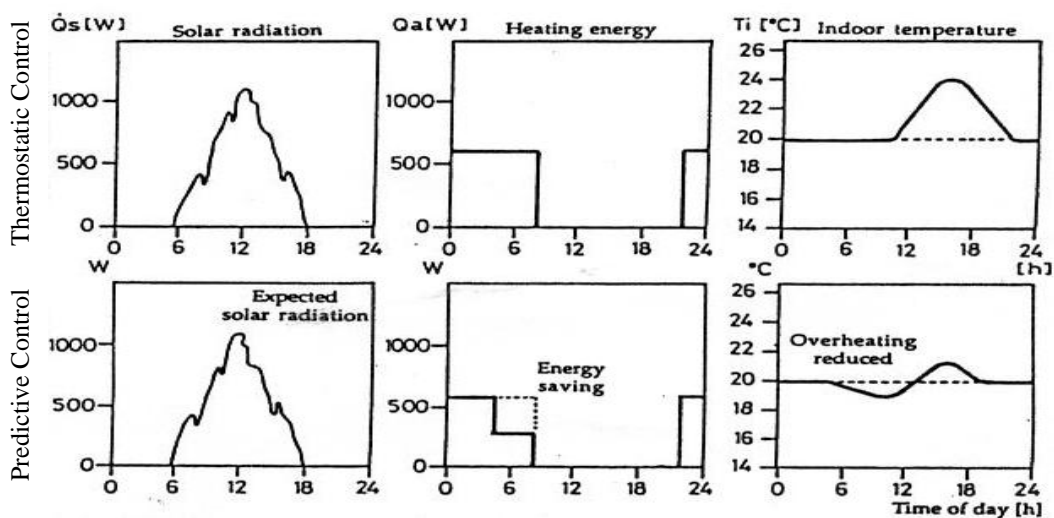 Thermostatic Control
Q̇s [W]
Solar radiation
1000
500
0
0 6 12 18 24
Qa[W]
Heating energy
1000
500
0
0 6 12 18 24
Ti [°C]
Indoor temperature
26
24
22
20
18
16
14
0 6 12 18 24
[h]
Predictive Control
W
Expected
solar radiation
1000
500
0
0 6 12 18 24
W
Energy
saving
1000
500
0
0 6 12 18 24
°C
Overheating
reduced
26
24
22
20
18
16
14
0 6 12 18 24
Time of day [h]